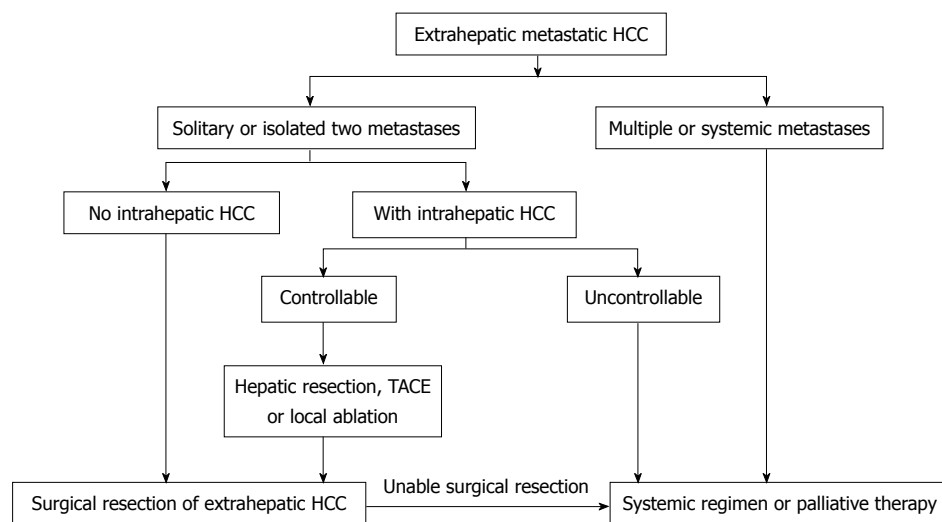 Extrahepatic metastatic HCC
Solitary or isolated two metastases
Multiple or systemic metastases
No intrahepatic HCC
With intrahepatic HCC
Controllable
Uncontrollable
Hepatic resection, TACE
or local ablation
Unable surgical resection
Surgical resection of extrahepatic HCC
Systemic regimen or palliative therapy